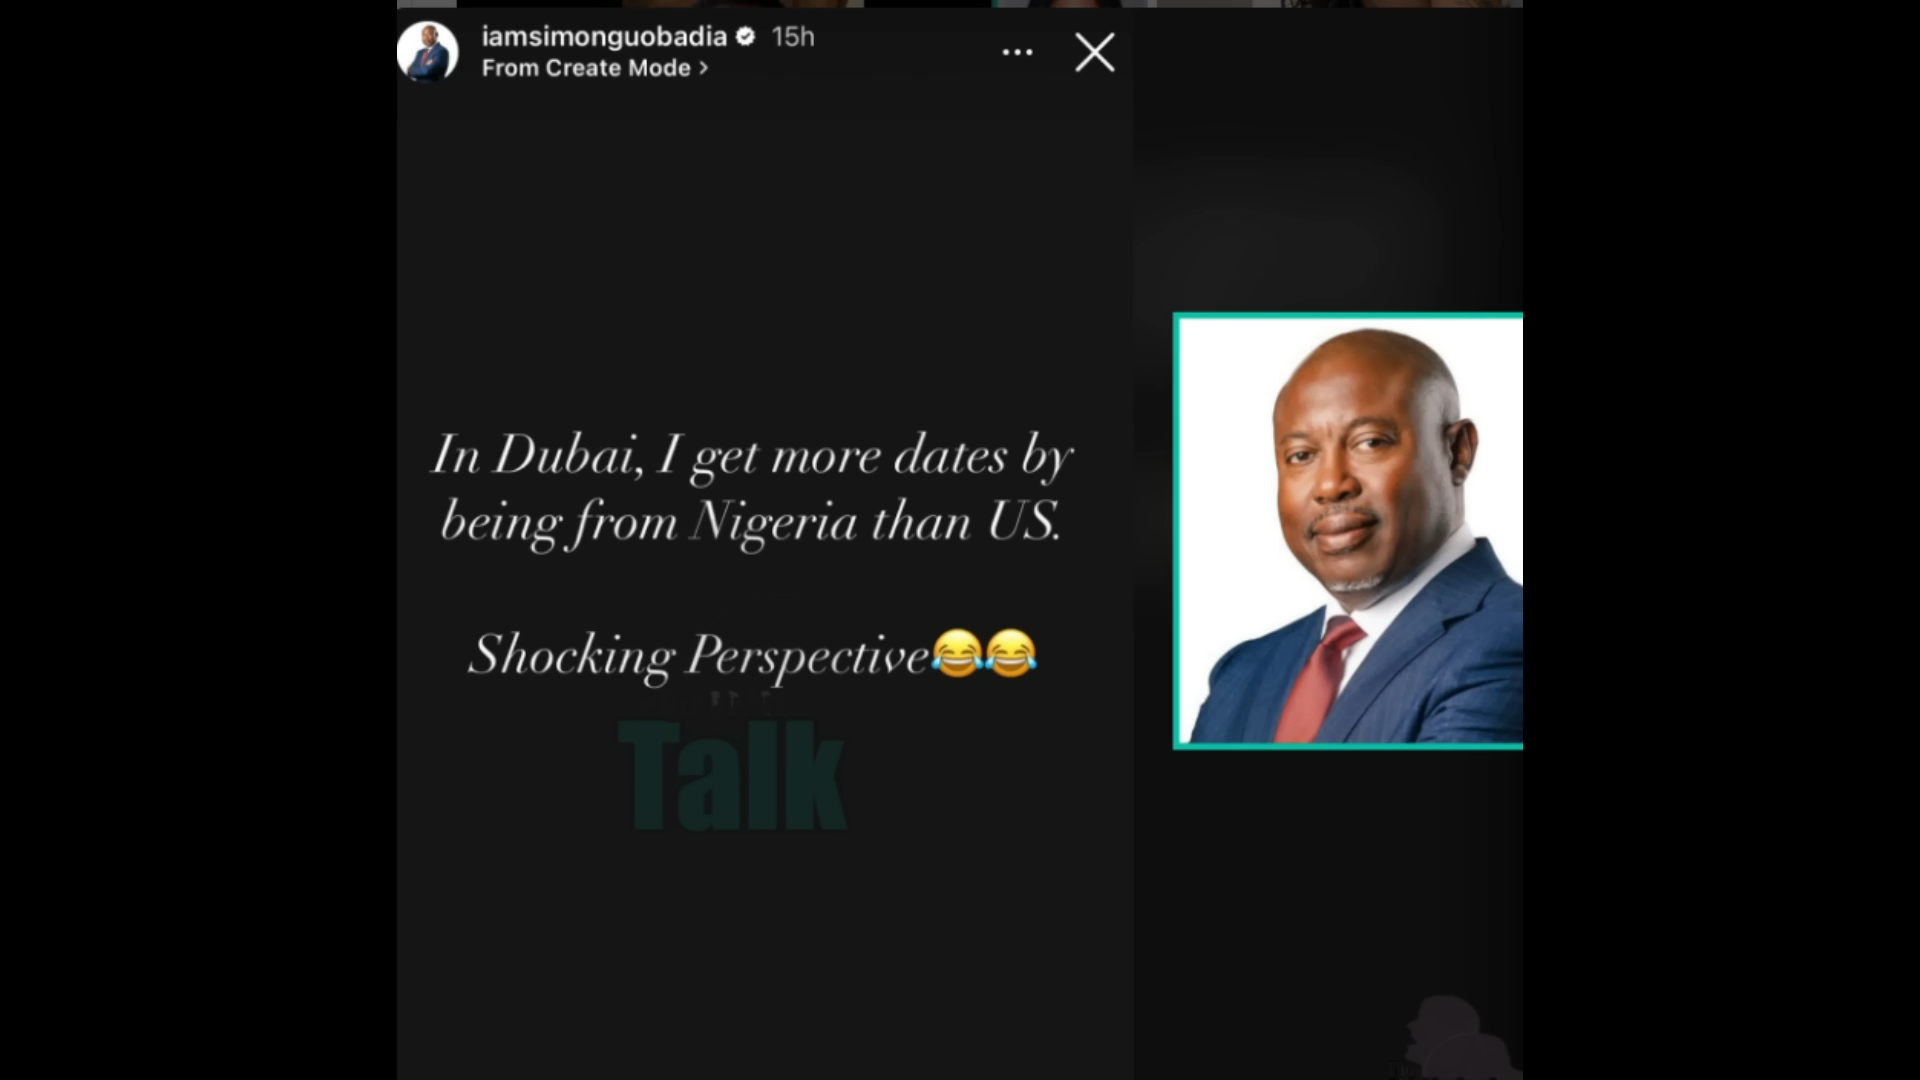 iamsimonguobadia 15h
From Create Mode >
In Dubai, I get more dates by
being from Nigeria than US.
Shocking Perspective😂😂
Talk